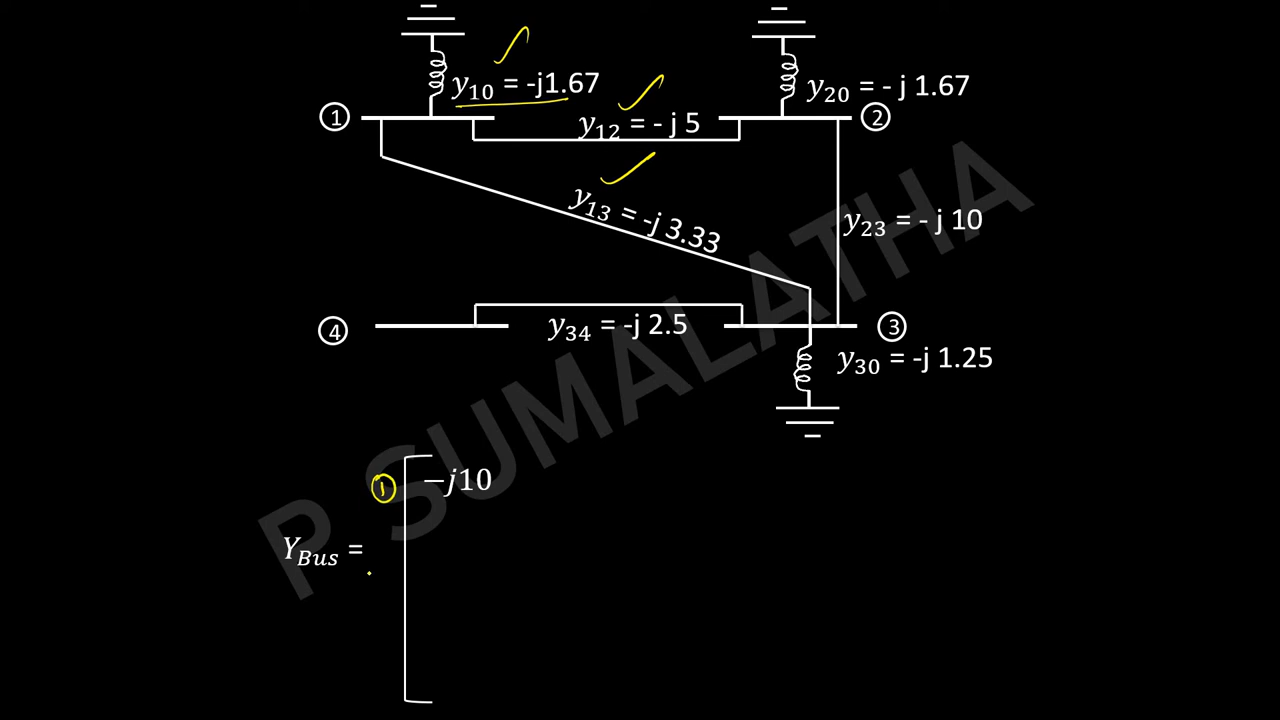 y10 = -j1.67
y20 = - j 1.67
1
y12 = - j 5
2
y13 = -j 3.33
y23 = - j 10
4
y34 = -j 2.5
3
y30 = -j 1.25
P SUMALATHA
1
−j10
YBus =